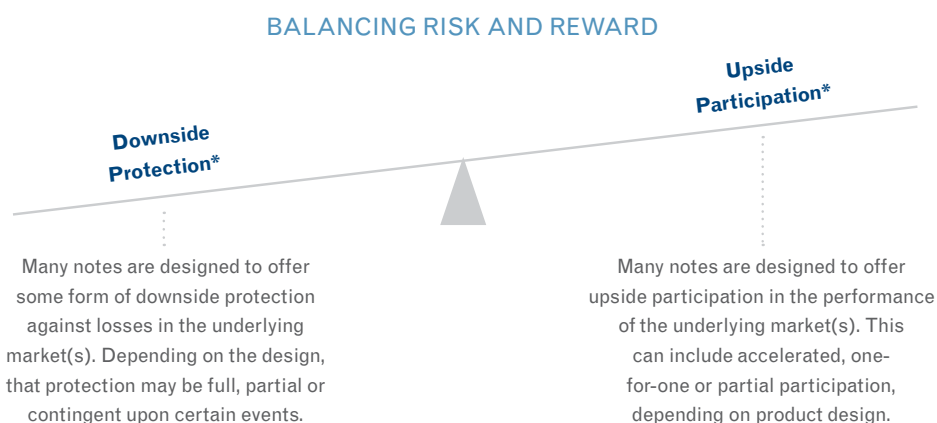 BALANCING RISK AND REWARD
Downside
Protection*
Upside
Participation*
Many notes are designed to offer
some form of downside protection
against losses in the underlying
market(s). Depending on the design,
that protection may be full, partial or
contingent upon certain events.
Many notes are designed to offer
upside participation in the performance
of the underlying market(s). This
can include accelerated, one-
for-one or partial participation,
depending on product design.